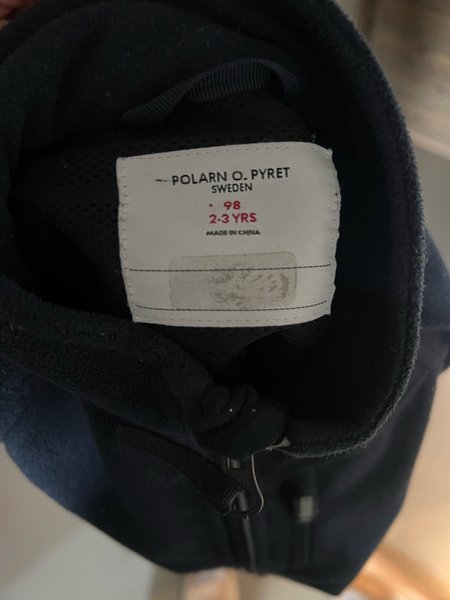 POLARN O. PYRET
SWEDEN
98
2-3 YRS
MADE IN CHINA